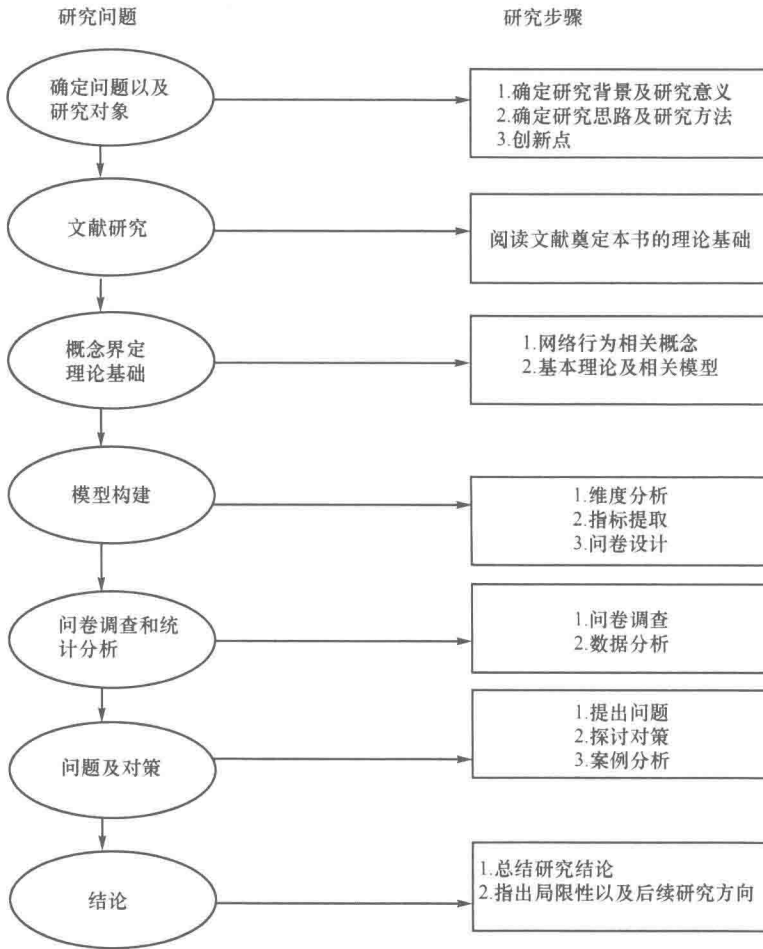 研究问题
研究步骤
确定问题以及
研究对象
1.确定研究背景及研究意义
2.确定研究思路及研究方法
3.创新点
文献研究
阅读文献奠定本书的理论基础
概念界定
理论基础
1.网络行为相关概念
2.基本理论及相关模型
模型构建
1.维度分析
2.指标提取
3.问卷设计
问卷调查和统
计分析
1.问卷调查
2.数据分析
问题及对策
1.提出问题
2.探讨对策
3.案例分析
结论
1.总结研究结论
2.指出局限性以及后续研究方向